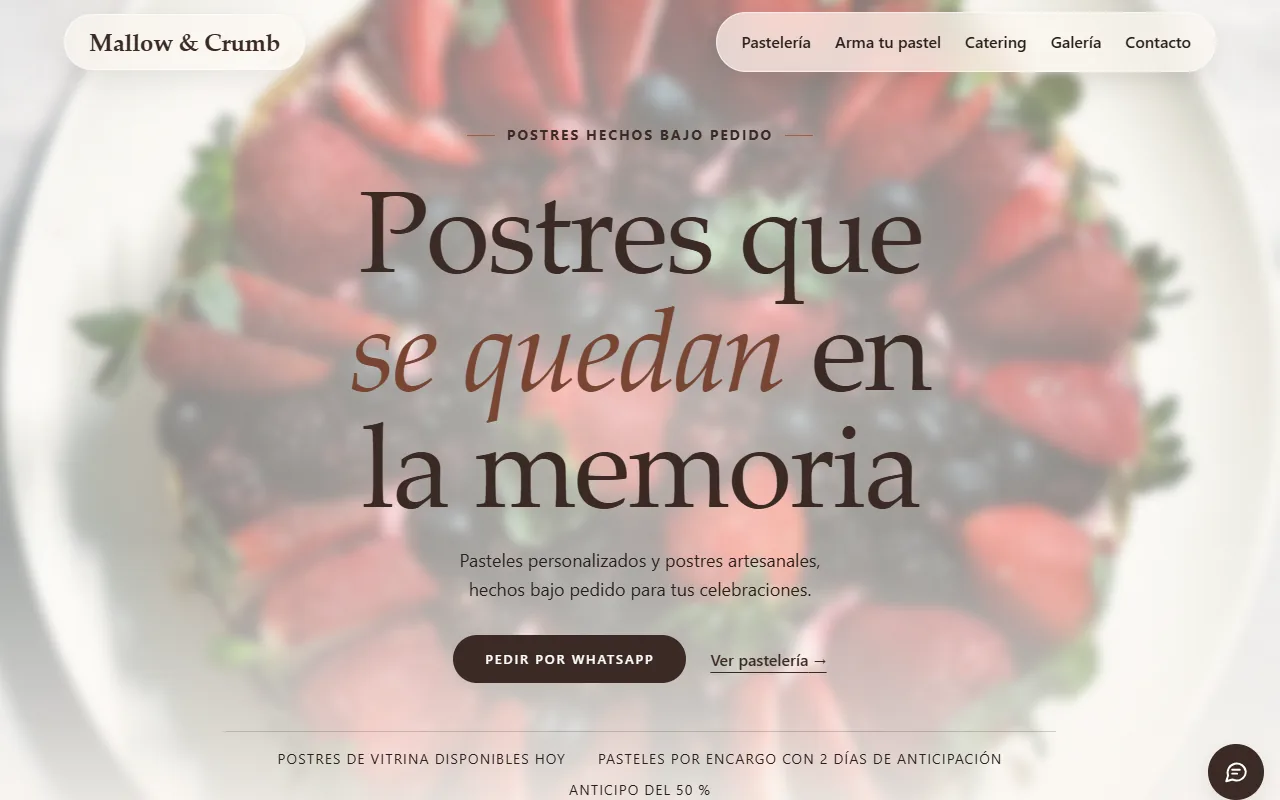 Mallow & Crumb
Pastelería Arma tu pastel Catering Galería Contacto
POSTRES HECHOS BAJO PEDIDO
Postres que
se quedan en
la memoria
Pasteles personalizados y postres artesanales,
hechos bajo pedido para tus celebraciones.
PEDIR POR WHATSAPP
Ver pastelería →
POSTRES DE VITRINA DISPONIBLES HOY PASTELES POR ENCARGO CON 2 DÍAS DE ANTICIPACIÓN
ANTICIPO DEL 50 %